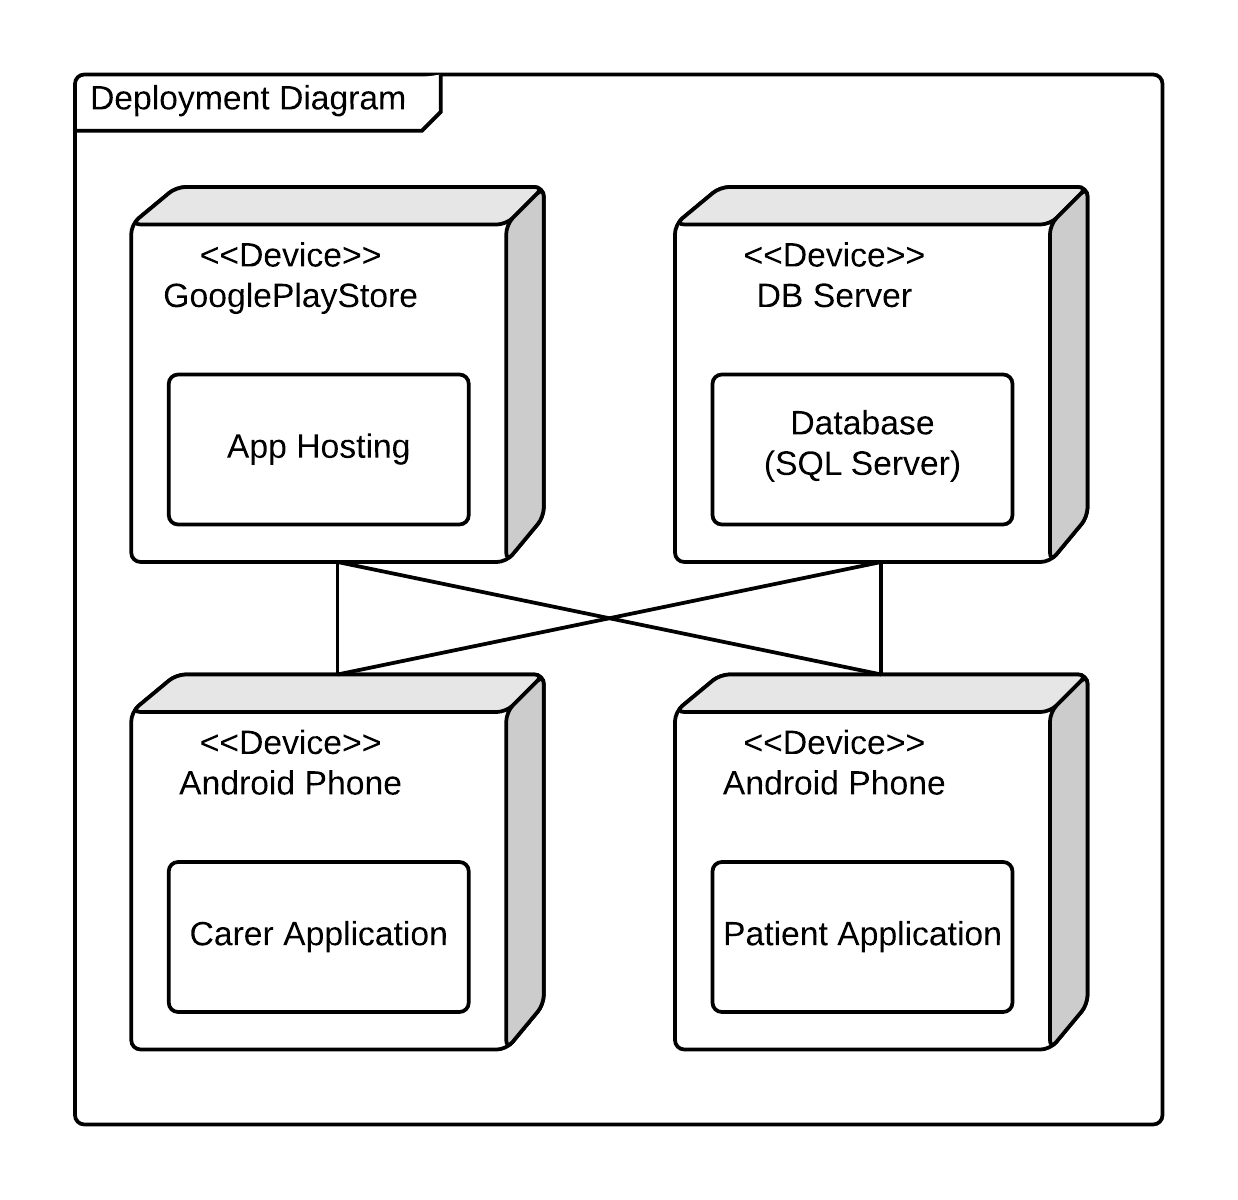 Deployment Diagram
<<Device>>
GooglePlayStore
App Hosting
<<Device>>
DB Server
Database
(SQL Server)
<<Device>>
Android Phone
Carer Application
<<Device>>
Android Phone
Patient Application